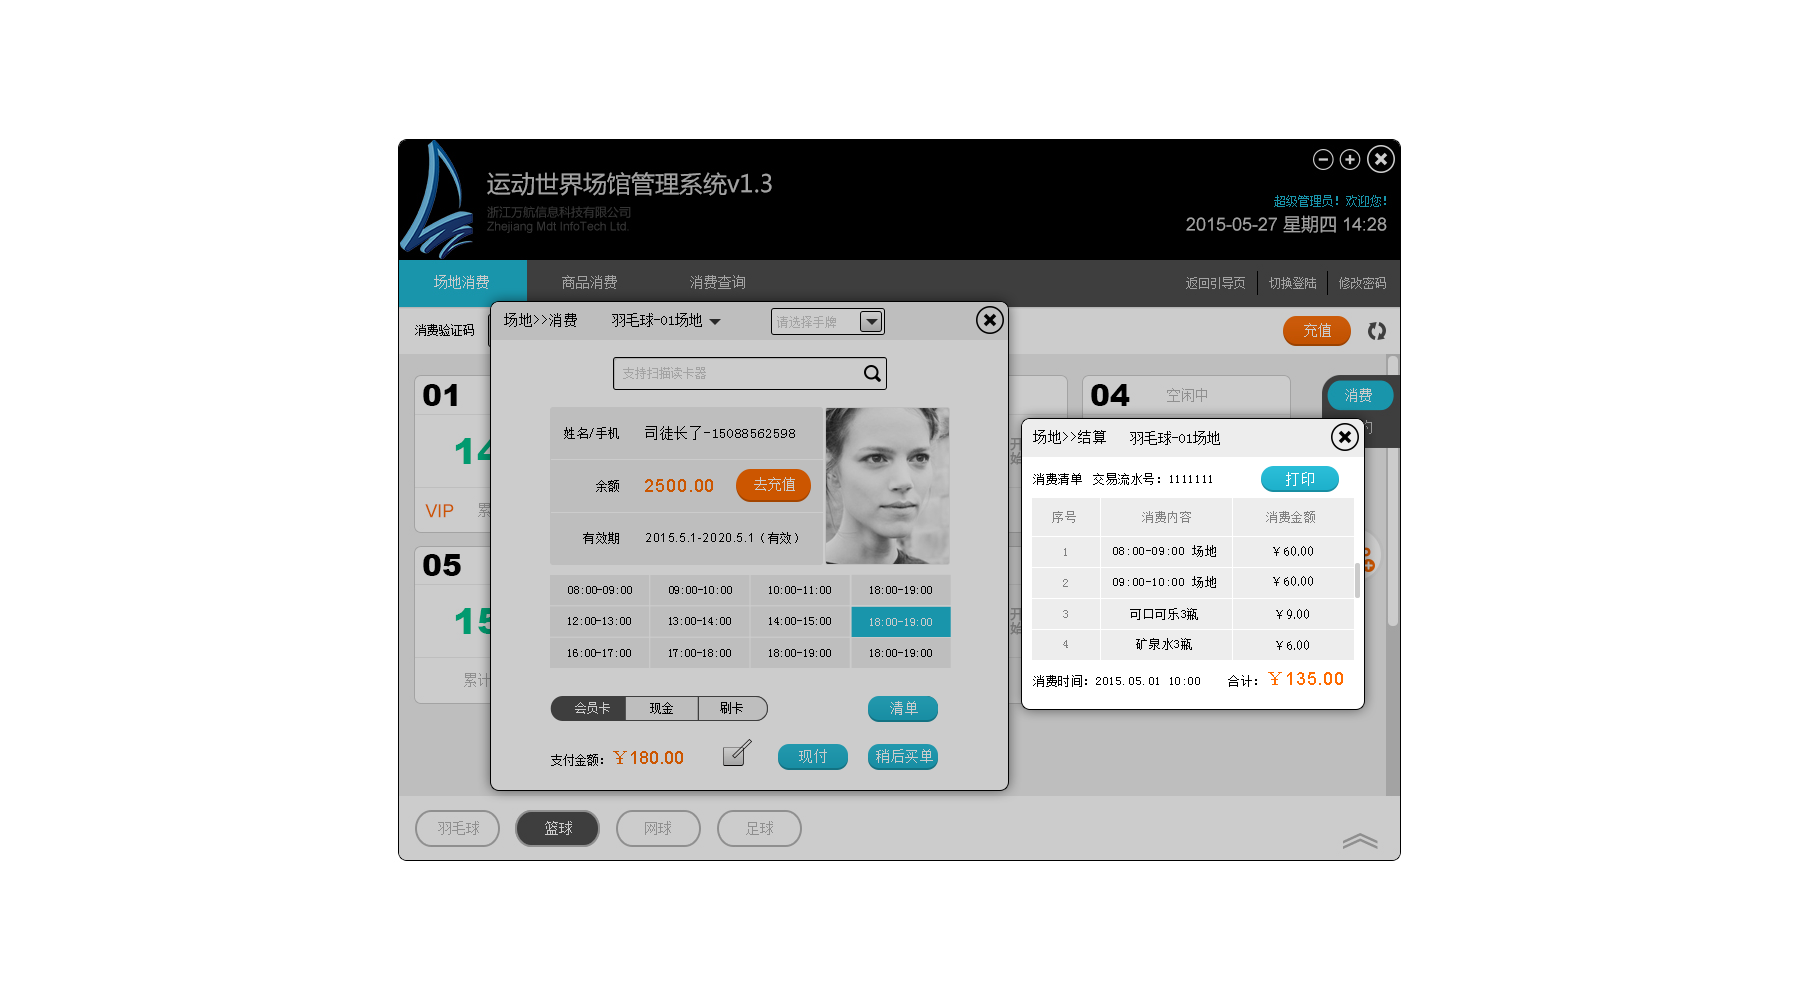 运动世界场馆管理系统v1.3
浙江万航信息科技有限公司
Zhejiang Mdt InfoTech Ltd.
超级管理员！欢迎您！
2015-05-27 星期四 14:28
场地消费 商品消费 消费查询 返回引导页 切换登陆 修改密码
消费验证码 充值
场地>>消费 羽毛球-01场地 请选择手牌
支持扫描读卡器
01
14
VIP 累
05
15
累计
04 空闲中
消费
开
始
开
始
姓名/手机 司徒长了-15088562598
余额 2500.00 去充值
有效期 2015.5.1-2020.5.1（有效）
08:00-09:00 09:00-10:00 10:00-11:00 18:00-19:00
12:00-13:00 13:00-14:00 14:00-15:00 18:00-19:00
16:00-17:00 17:00-18:00 18:00-19:00 18:00-19:00
会员卡 现金 刷卡 清单
支付金额：￥180.00 现付 稍后买单
场地>>结算 羽毛球-01场地
消费清单 交易流水号：1111111 打印
序号 消费内容 消费金额
1 08:00-09:00 场地 ￥60.00
2 09:00-10:00 场地 ￥60.00
3 可口可乐3瓶 ￥9.00
4 矿泉水3瓶 ￥6.00
消费时间：2015.05.01 10:00 合计：￥135.00
羽毛球 篮球 网球 足球